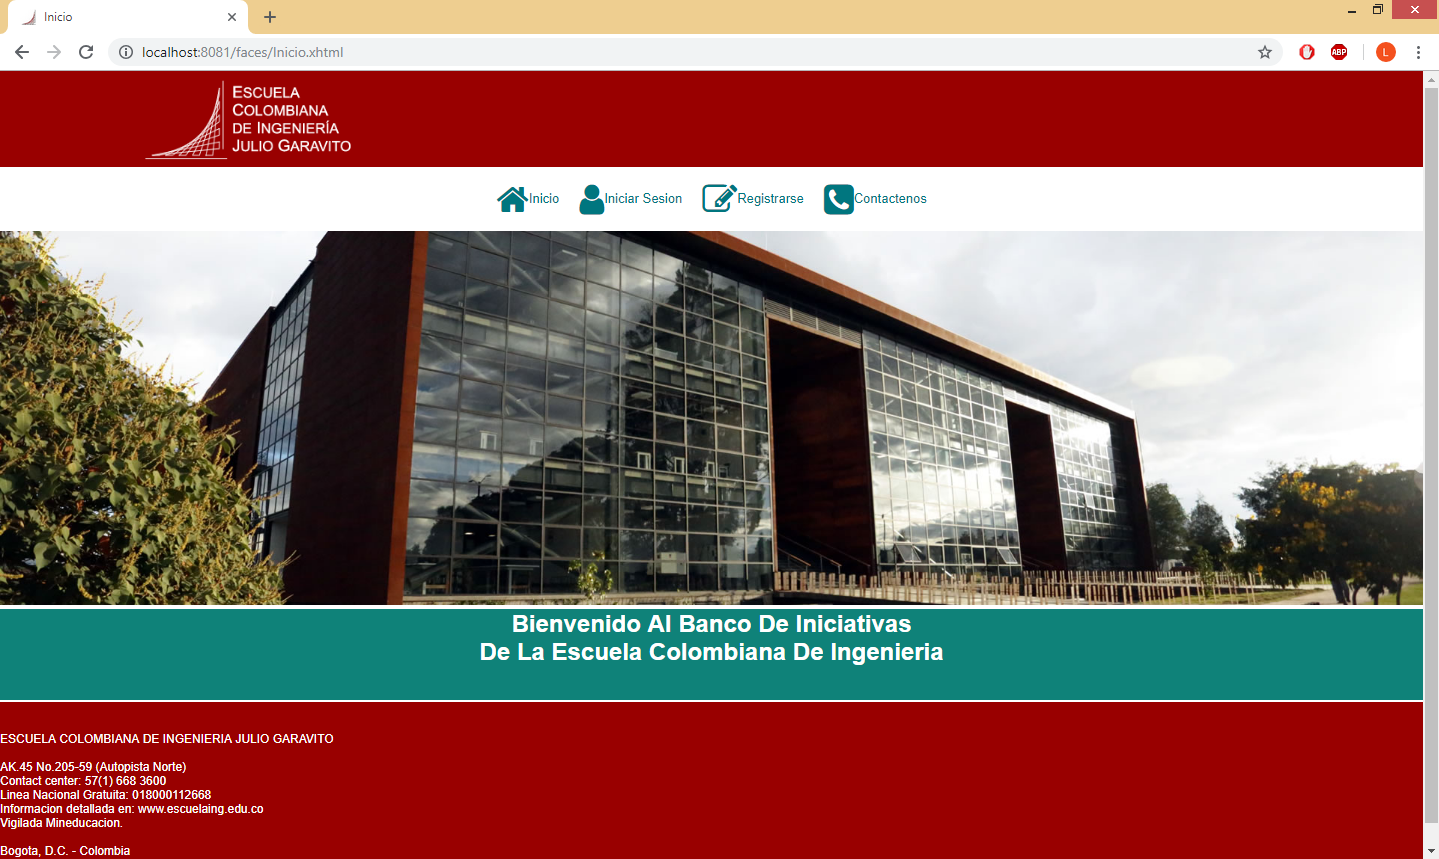 Inicio
localhost:8081/faces/Inicio.xhtml
ABP
L
ESCUELA
COLOMBIANA
DE INGENIERÍA
JULIO GARAVITO
Inicio Iniciar Sesion Registrarse Contactenos
Bienvenido Al Banco De Iniciativas
De La Escuela Colombiana De Ingenieria
ESCUELA COLOMBIANA DE INGENIERIA JULIO GARAVITO
AK.45 No.205-59 (Autopista Norte)
Contact center: 57(1) 668 3600
Linea Nacional Gratuita: 018000112668
Informacion detallada en: www.escuelaing.edu.co
Vigilada Mineducacion.
Bogota, D.C. - Colombia